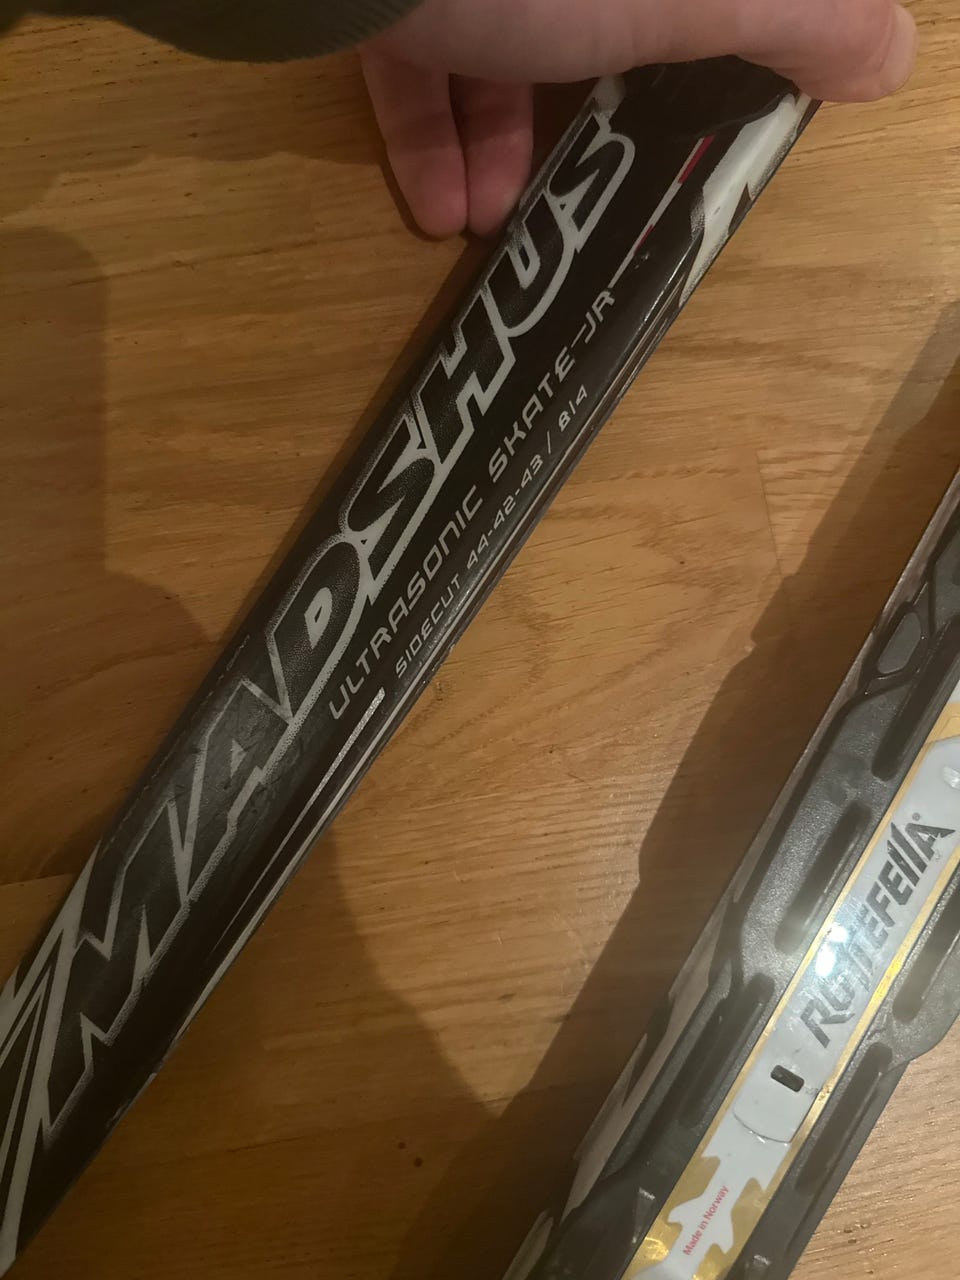 MADSHUS
ULTRASONIC SKATE-JR
SIDECUT 44-42-43 / 814
ROTTEFELLA®
Made in Norway